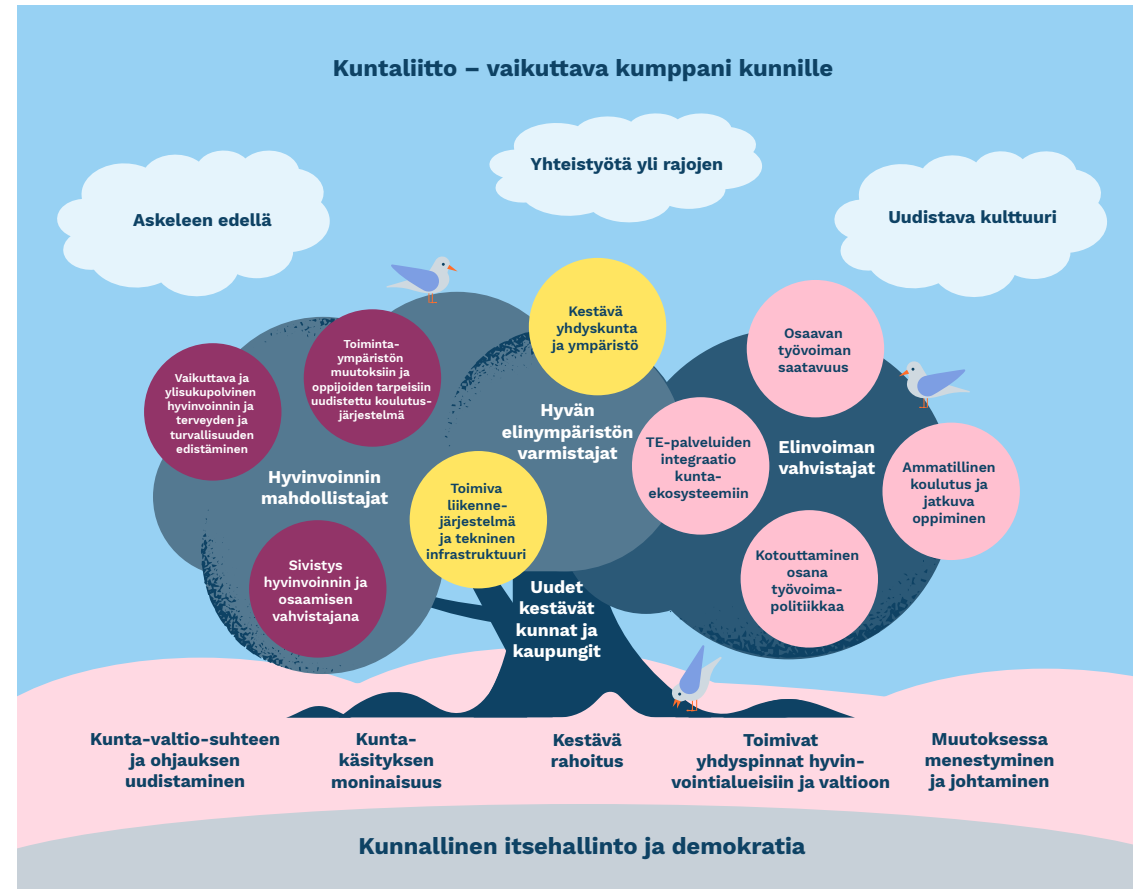 Kuntaliitto – vaikuttava kumppani kunnille
Askeleen edellä
Yhteistyötä yli rajojen
Uudistava kulttuuri
Vaikuttava ja
ylisukupolvinen
hyvinvoinnin ja
terveyden ja
turvallisuuden
edistäminen
Toiminta-
ympäristön
muutoksiin ja
oppijoiden tarpeisiin
uudistettu koulutus-
järjestelmä
Hyvinvoinnin
mahdollistajat
Sivistys
hyvinvoinnin ja
osaamisen
vahvistajana
Kestävä
yhdyskunta
ja ympäristö
Hyvän
elinympäristön
varmistajat
Toimiva
liikenne-
järjestelmä
ja tekninen
infrastruktuuri
Osaavan
työvoiman
saatavuus
TE-palveluiden
integraatio
kunta-
ekosysteemiin
Elinvoiman
vahvistajat
Ammatillinen
koulutus ja
jatkuva
oppiminen
Kotouttaminen
osana
työvoima-
politiikkaa
Uudet
kestävät
kunnat ja
kaupungit
Kunta-valtio-suhteen
ja ohjauksen
uudistaminen
Kunta-
käsityksen
moninaisuus
Kestävä
rahoitus
Toimivat
yhdyspinnat hyvin-
vointialueisiin ja valtioon
Muutoksessa
menestyminen
ja johtaminen
Kunnallinen itsehallinto ja demokratia